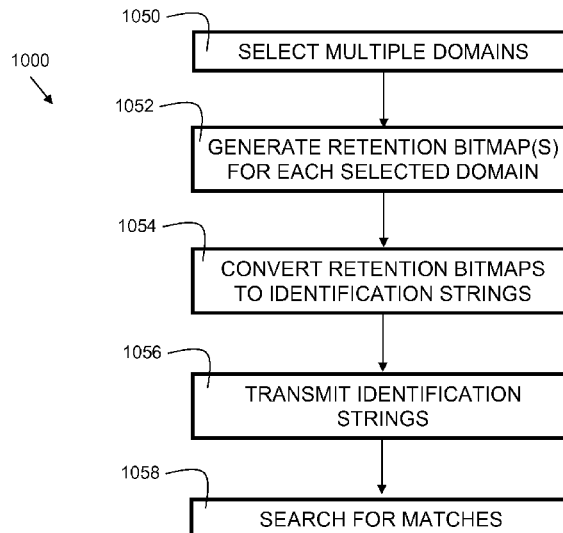 1050
SELECT MULTIPLE DOMAINS
1000
1052
GENERATE RETENTION BITMAP(S)
FOR EACH SELECTED DOMAIN
1054
CONVERT RETENTION BITMAPS
TO IDENTIFICATION STRINGS
1056
TRANSMIT IDENTIFICATION
STRINGS
1058
SEARCH FOR MATCHES